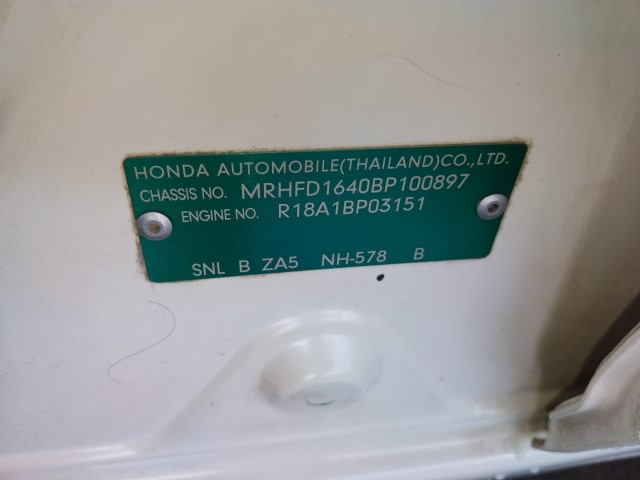 HONDA AUTOMOBILE(THAILAND)CO.,LTD.
CHASSIS NO. MRHFD1640BP100897
ENGINE NO. R18A1BP03151
SNL B ZA5 NH-578 B